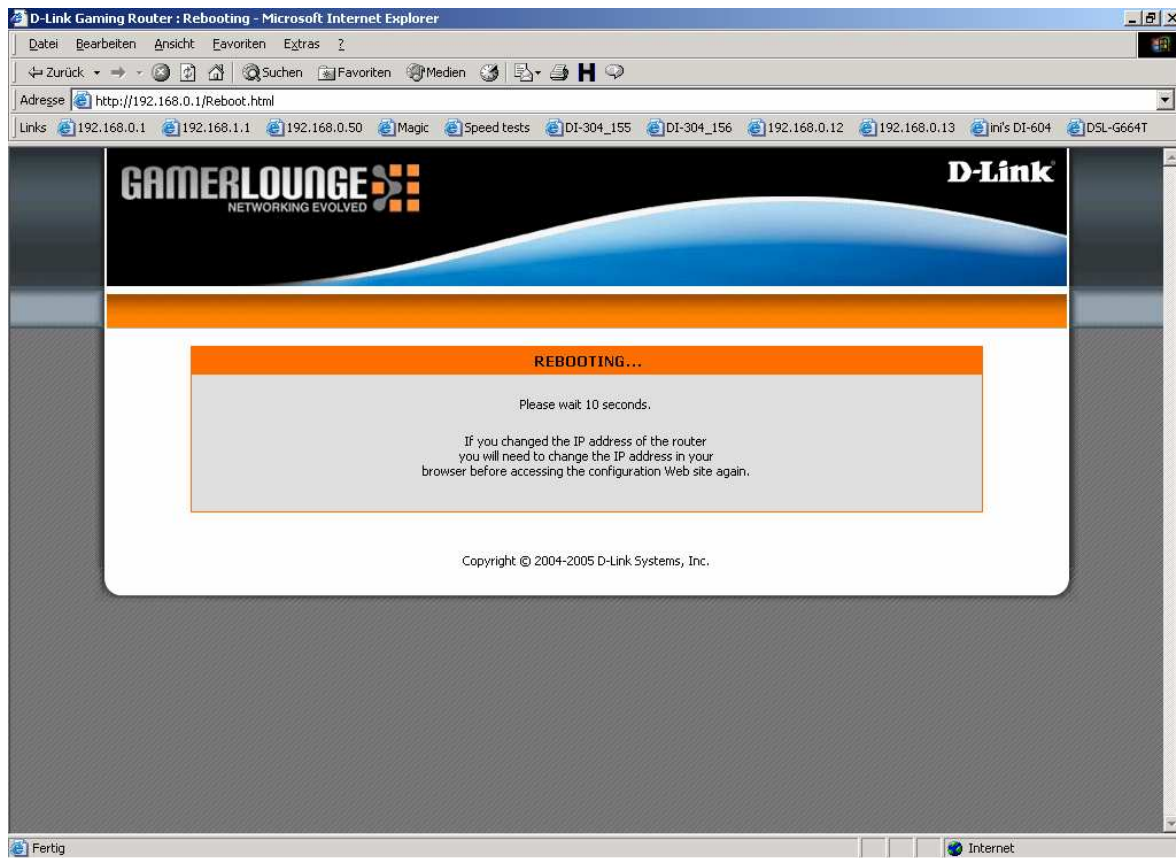 D-Link Gaming Router : Rebooting - Microsoft Internet Explorer
Datei Bearbeiten Ansicht Favoriten Extras ?
Zurück Suchen Favoriten Medien H
Adresse http://192.168.0.1/Reboot.html
Links 192.168.0.1 192.168.1.1 192.168.0.50 Magic Speed tests DI-304_155 DI-304_156 192.168.0.12 192.168.0.13 ini's DI-604 DSL-G664T
GAMERLOUNGE
NETWORKING EVOLVED
D-Link
REBOOTING...
Please wait 10 seconds.
If you changed the IP address of the router
you will need to change the IP address in your
browser before accessing the configuration Web site again.
Copyright © 2004-2005 D-Link Systems, Inc.
Fertig Internet